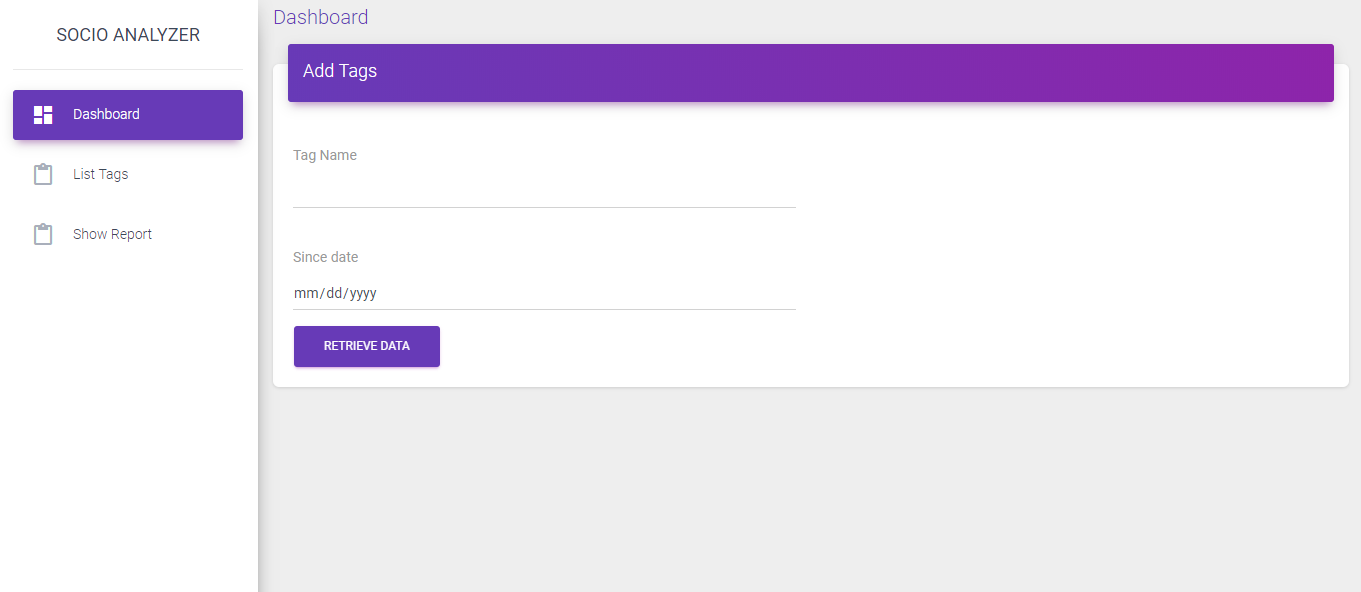 SOCIO ANALYZER
Dashboard
List Tags
Show Report
Dashboard
Add Tags
Tag Name
Since date
mm/dd/yyyy
RETRIEVE DATA